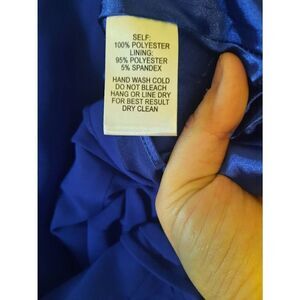 SELF:
100% POLYESTER
LINING:
95% POLYESTER
5% SPANDEX
HAND WASH COLD
DO NOT BLEACH
HANG OR LINE DRY
FOR BEST RESULT
DRY CLEAN